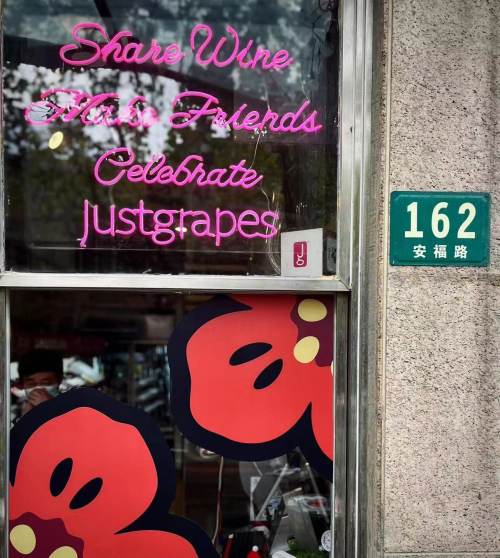 Share Wine
Make Friends
Celebrate
Justgrapes
Jg
162
安福路